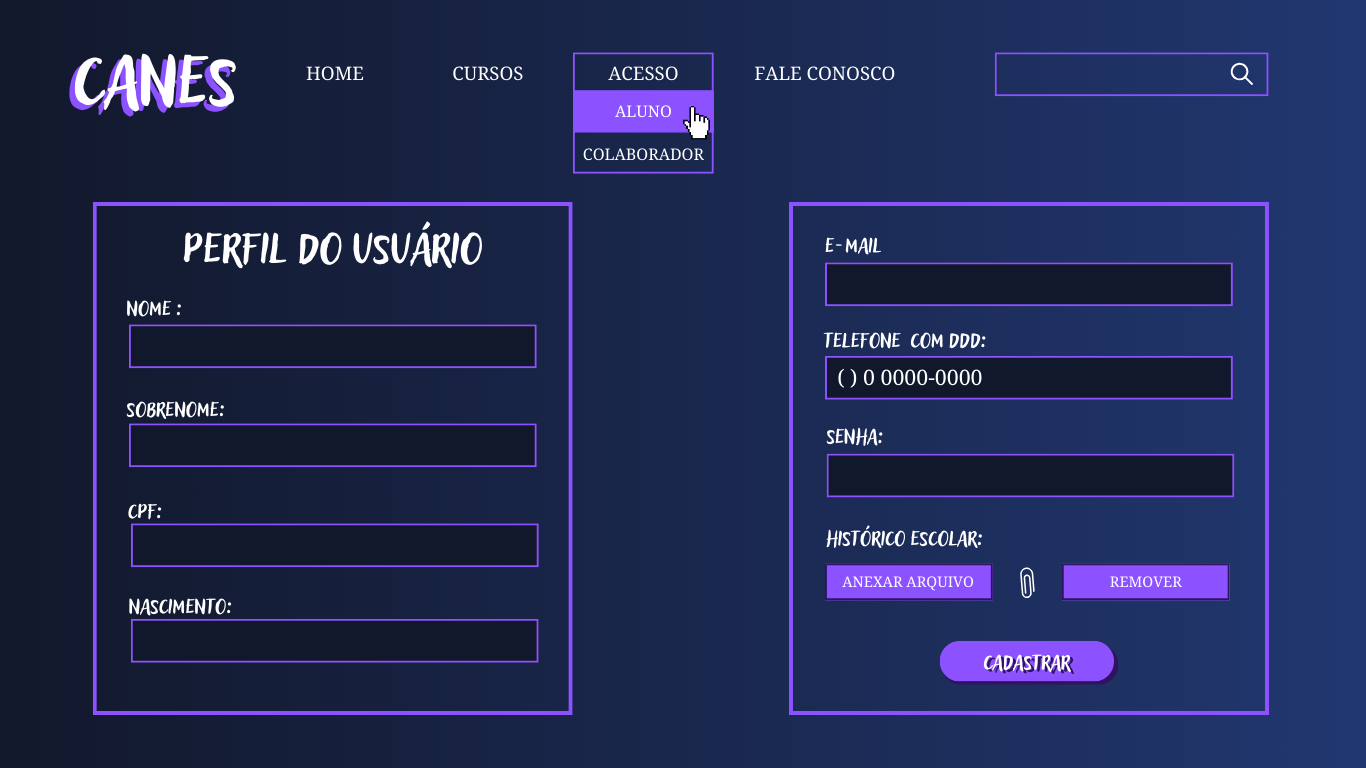 CANES
HOME
CURSOS
ACESSO
FALE CONOSCO
ALUNO
COLABORADOR
PERFIL DO USUÁRIO
NOME :
SOBRENOME:
CPF:
NASCIMENTO:
E-MAIL
TELEFONE COM DDD:
( ) 0 0000-0000
SENHA:
HISTÓRICO ESCOLAR:
ANEXAR ARQUIVO
REMOVER
CADASTRAR